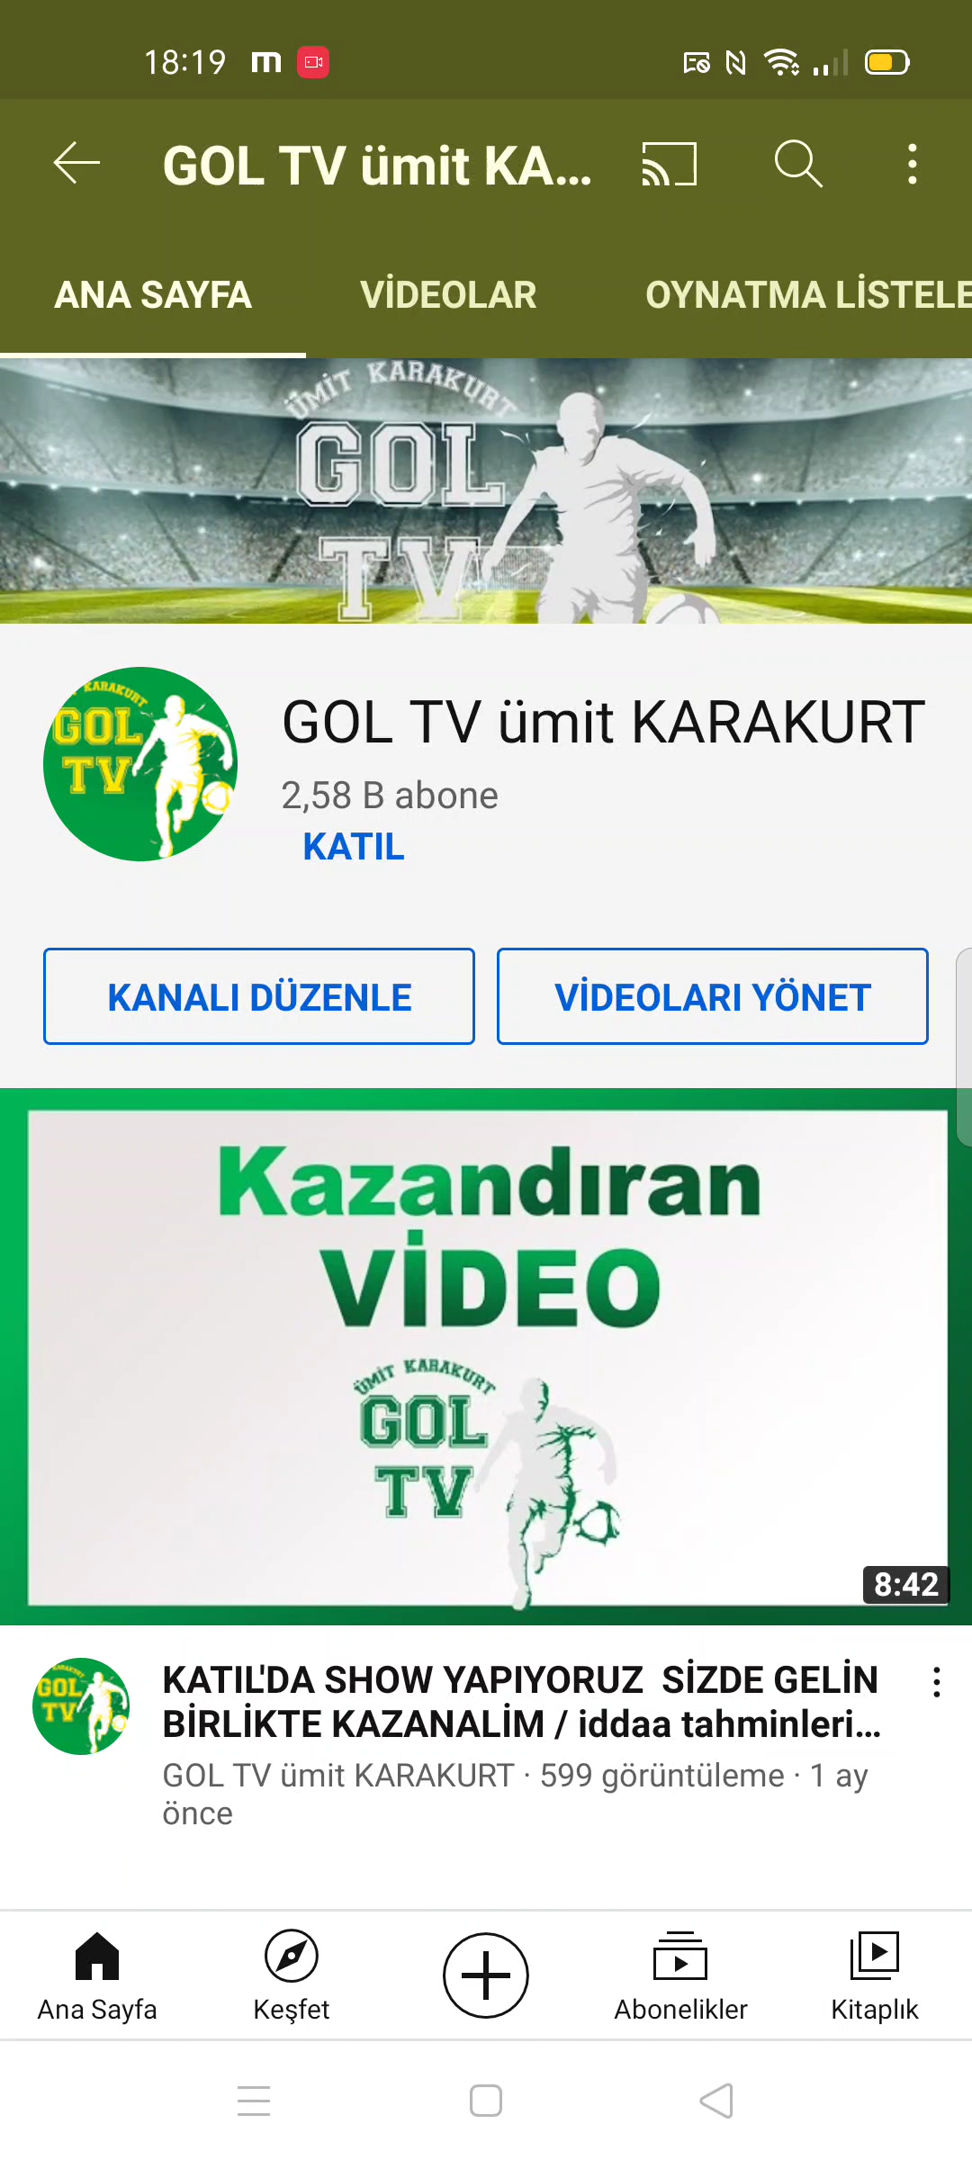 18:19
GOL TV ümit KA...
ANA SAYFA VİDEOLAR OYNATMA LİSTELE
ÜMİT KARAKURT
GOL
TV
KARAKURT
GOL
TV
GOL TV ümit KARAKURT
2,58 B abone
KATIL
KANALI DÜZENLE VİDEOLARI YÖNET
Kazandıran
VİDEO
ÜMİT KARAKURT
GOL
TV
8:42
KARAKURT
GOL
TV
KATIL'DA SHOW YAPIYORUZ SİZDE GELİN
BİRLİKTE KAZANALİM / iddaa tahminleri...
GOL TV ümit KARAKURT · 599 görüntüleme · 1 ay
önce
Ana Sayfa Keşfet Abonelikler Kitaplık